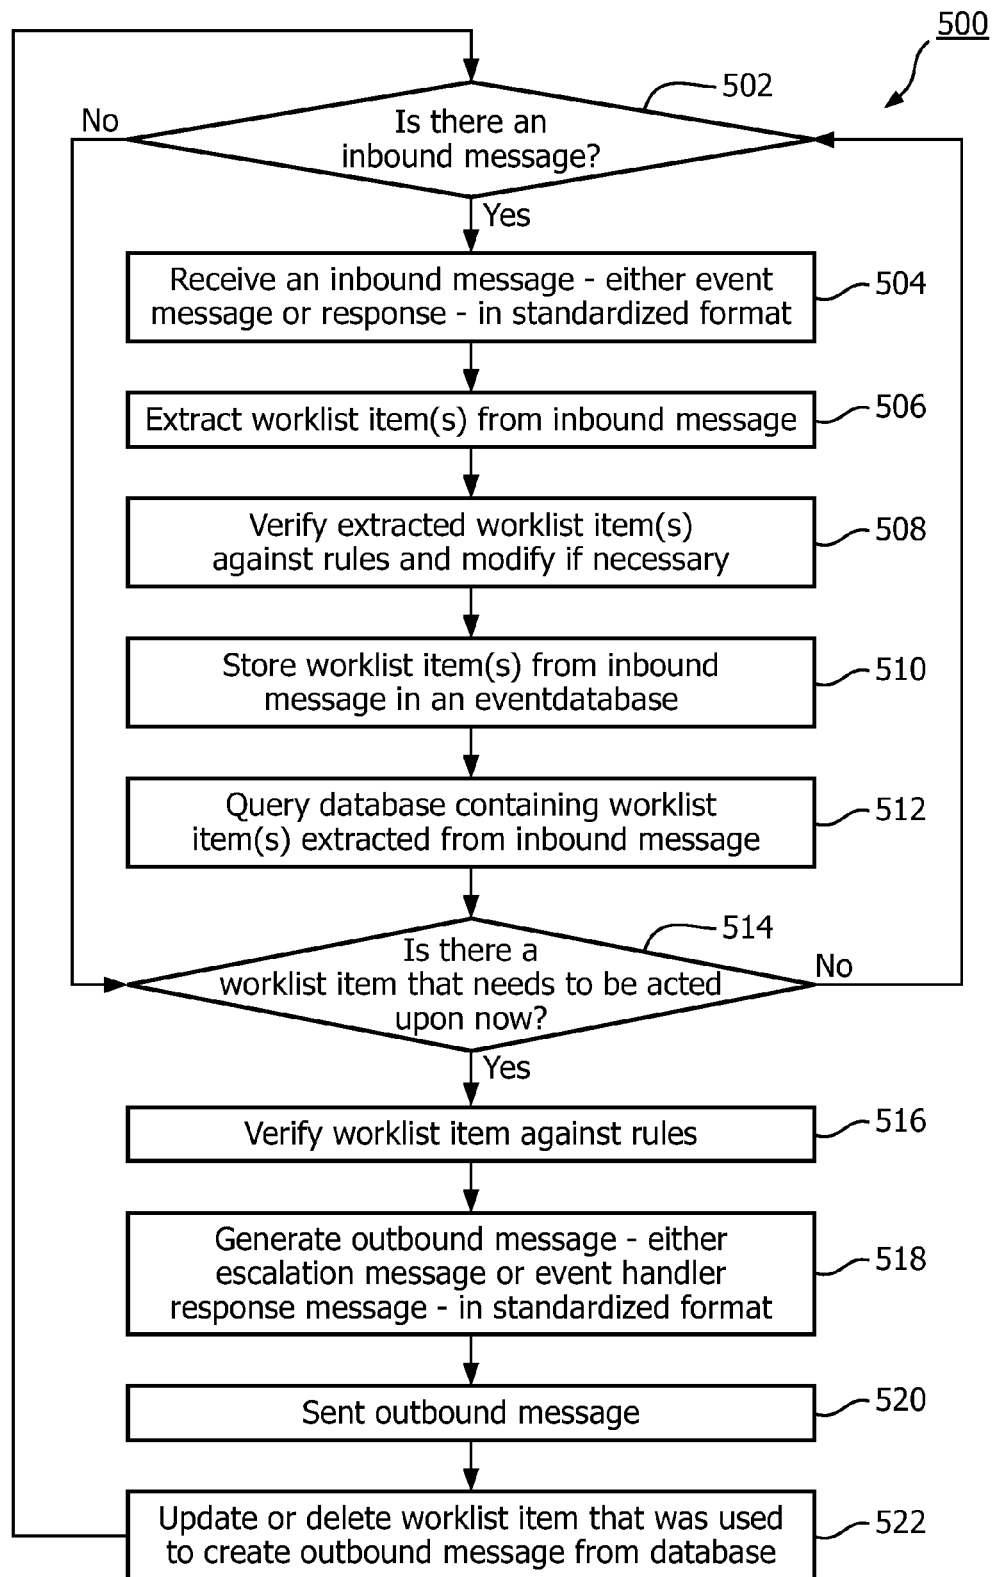 500
502
No
Is there an
inbound message?
Yes
Receive an inbound message - either event
message or response - in standardized format
504
Extract worklist item(s) from inbound message
506
Verify extracted worklist item(s)
against rules and modify if necessary
508
Store worklist item(s) from inbound
message in an eventdatabase
510
Query database containing worklist
item(s) extracted from inbound message
512
514
Is there a
worklist item that needs to be acted
upon now?
No
Yes
Verify worklist item against rules
516
Generate outbound message - either
escalation message or event handler
response message - in standardized format
518
Sent outbound message
520
Update or delete worklist item that was used
to create outbound message from database
522